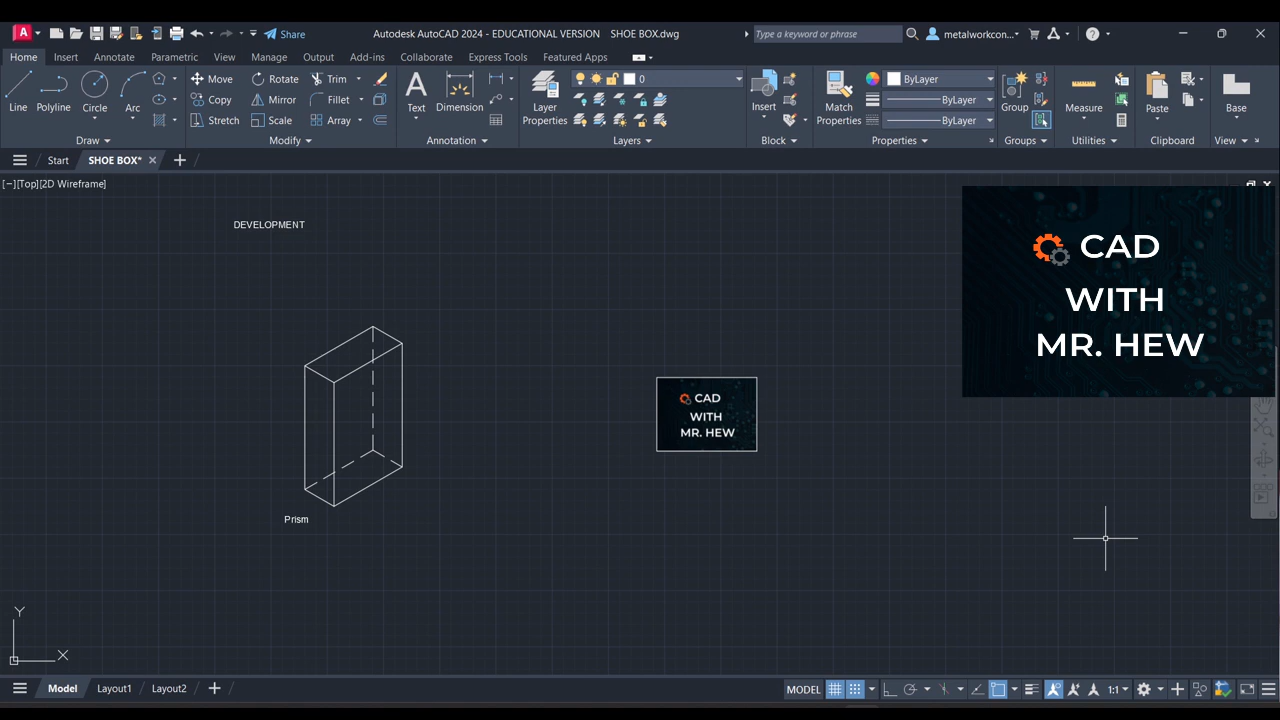 A Share Autodesk AutoCAD 2024 - EDUCATIONAL VERSION SHOE BOX.dwg Type a keyword or phrase metalworkcon...
Home Insert Annotate Parametric View Manage Output Add-ins Collaborate Express Tools Featured Apps
Line Polyline Circle Arc
Move Rotate Trim
Copy Mirror Fillet
Stretch Scale Array
Text Dimension
Layer Properties
0
Insert
Match Properties
ByLayer
ByLayer
ByLayer
Group
Measure
Paste
Base
Draw Modify Annotation Layers Block Properties Groups Utilities Clipboard View
Start SHOE BOX*
[−][Top][2D Wireframe]
DEVELOPMENT
CAD
WITH
MR. HEW
CAD
WITH
MR. HEW
Prism
Y
X
Model Layout1 Layout2 MODEL 1:1